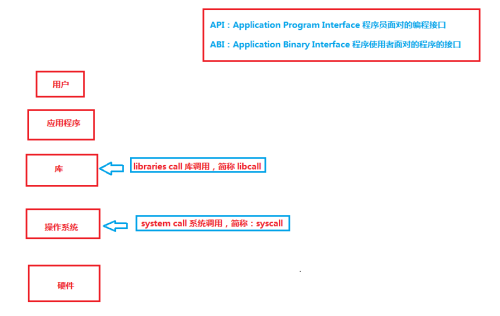 API：Application Program Interface 程序员面对的编程接口
ABI：Application Binary Interface 程序使用者面对的程序的接口
用户
应用程序
库
libraries call 库调用，简称 libcall
操作系统
system call 系统调用，简称：syscall
硬件